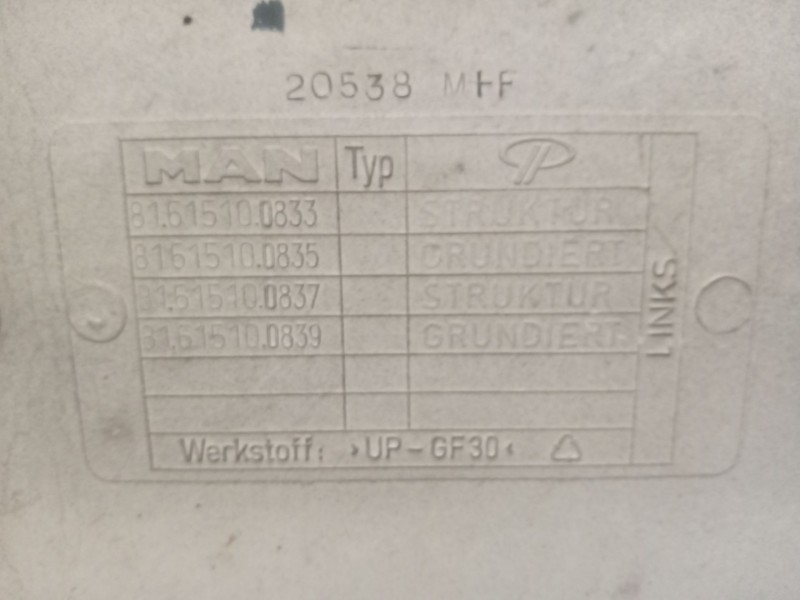 20538 MFF
MAN Typ
81.61510.0833 STRUKTUR
81.61510.0835 GRUNDIERT
81.61510.0837 STRUKTUR
81.61510.0839 GRUNDIERT
LINKS
Werkstoff: >UP-GF30<